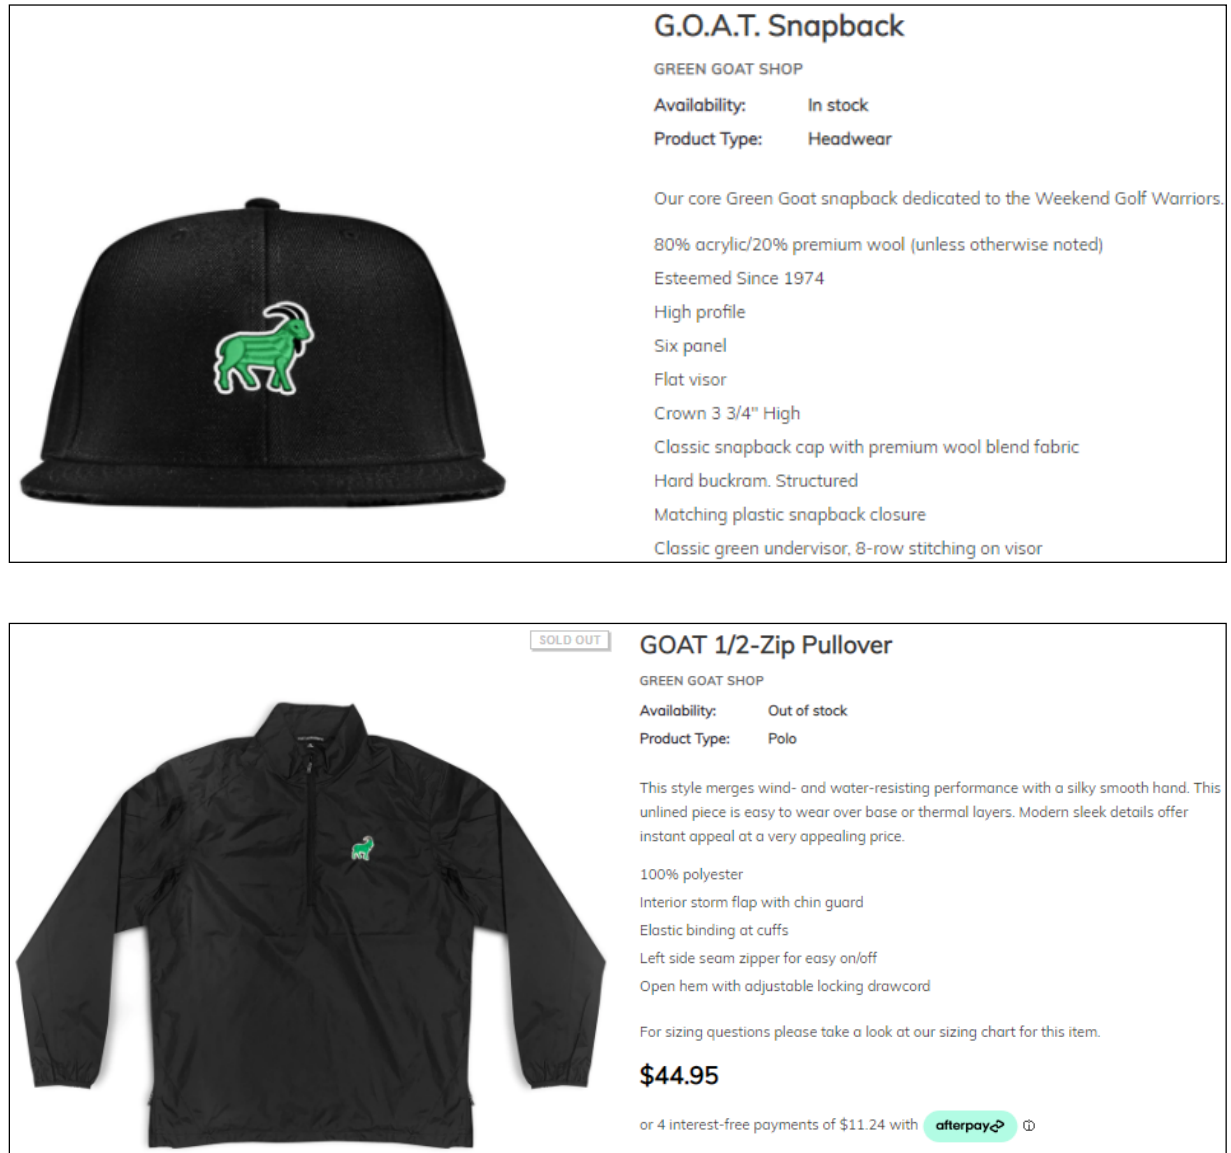 G.O.A.T. Snapback
GREEN GOAT SHOP
Availability: In stock
Product Type: Headwear
Our core Green Goat snapback dedicated to the Weekend Golf Warriors.
80% acrylic/20% premium wool (unless otherwise noted)
Esteemed Since 1974
High profile
Six panel
Flat visor
Crown 3 3/4" High
Classic snapback cap with premium wool blend fabric
Hard buckram. Structured
Matching plastic snapback closure
Classic green undervisor, 8-row stitching on visor
SOLD OUT
GOAT 1/2-Zip Pullover
GREEN GOAT SHOP
Availability: Out of stock
Product Type: Polo
This style merges wind- and water-resisting performance with a silky smooth hand. This
unlined piece is easy to wear over base or thermal layers. Modern sleek details offer
instant appeal at a very appealing price.
100% polyester
Interior storm flap with chin guard
Elastic binding at cuffs
Left side seam zipper for easy on/off
Open hem with adjustable locking drawcord
For sizing questions please take a look at our sizing chart for this item.
$44.95
or 4 interest-free payments of $11.24 with afterpay